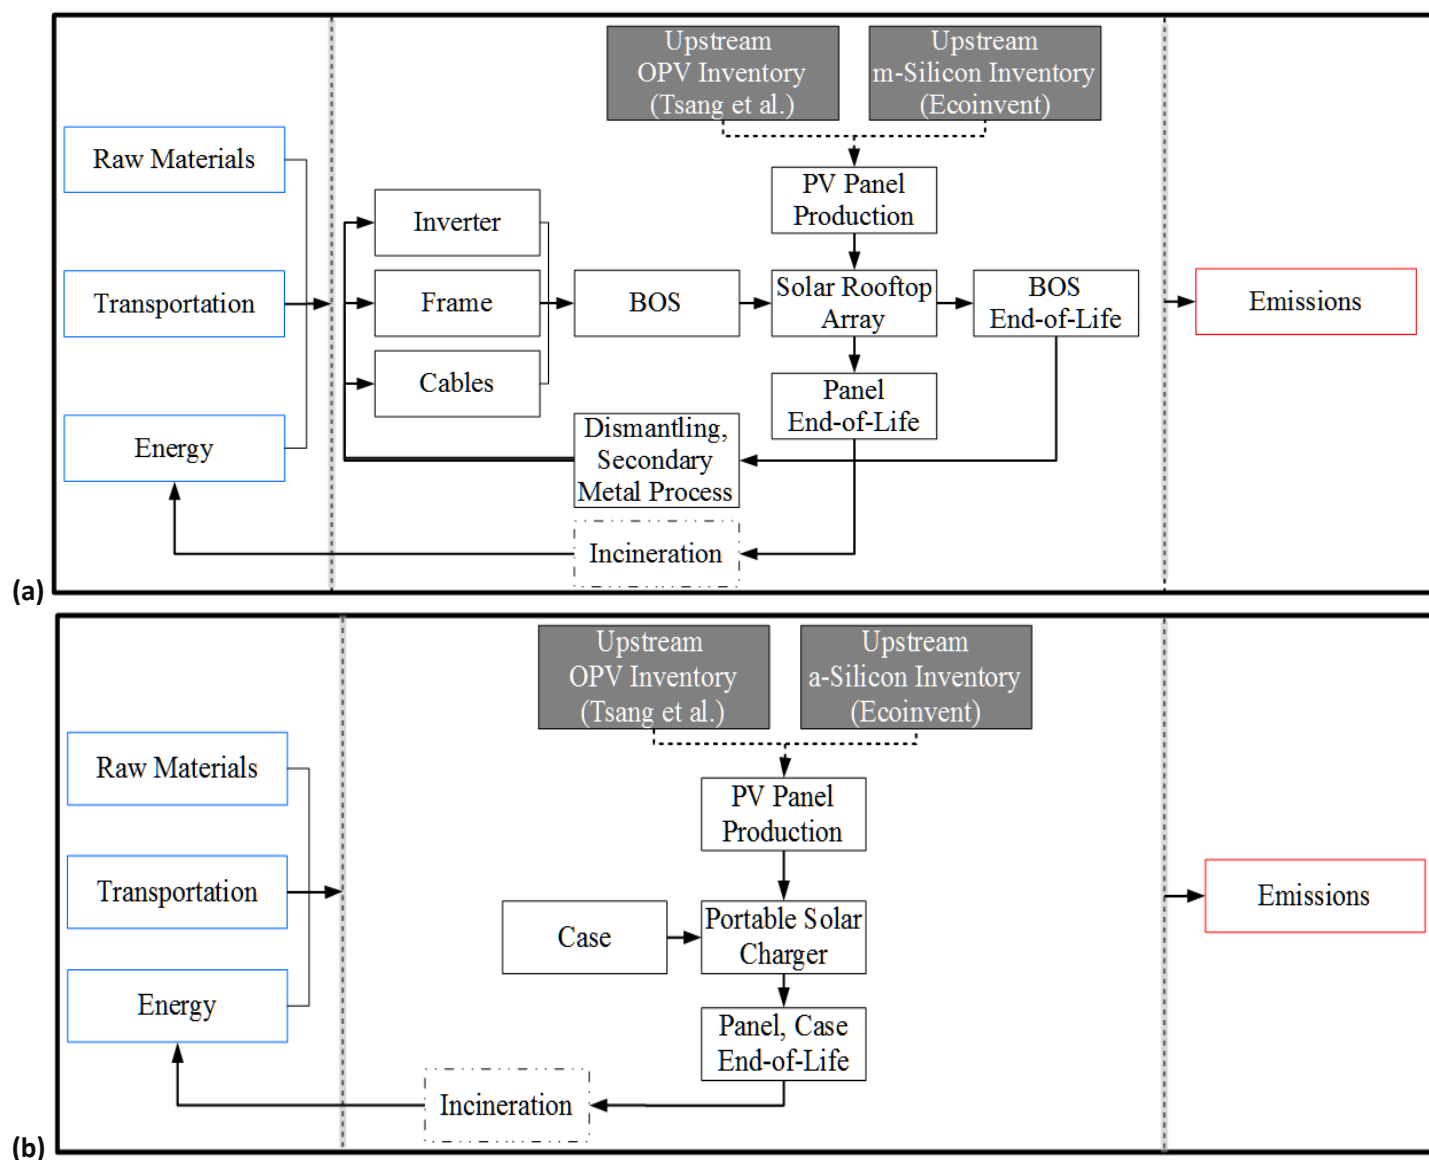 Upstream
OPV Inventory
(Tsang et al.)
Upstream
m-Silicon Inventory
(Ecoinvent)
Raw Materials
Transportation
Energy
Inverter
Frame
Cables
BOS
PV Panel
Production
Solar Rooftop
Array
BOS
End-of-Life
Panel
End-of-Life
Dismantling,
Secondary
Metal Process
Incineration
Emissions
(a)
Upstream
OPV Inventory
(Tsang et al.)
Upstream
a-Silicon Inventory
(Ecoinvent)
Raw Materials
Transportation
Energy
PV Panel
Production
Case
Portable Solar
Charger
Panel, Case
End-of-Life
Incineration
Emissions
(b)